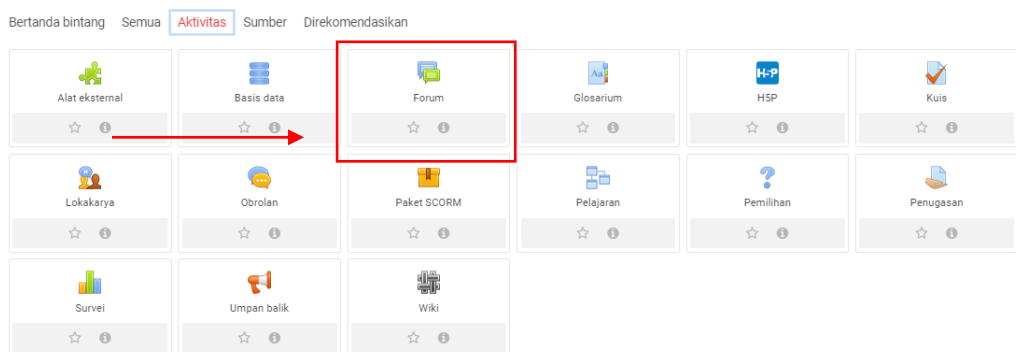 Bertanda bintang Semua Aktivitas Sumber Direkomendasikan
Alat eksternal Basis data Forum Glosarium H5P Kuis
Lokakarya Obrolan Paket SCORM Pelajaran Pemilihan Penugasan
Survei Umpan balik Wiki